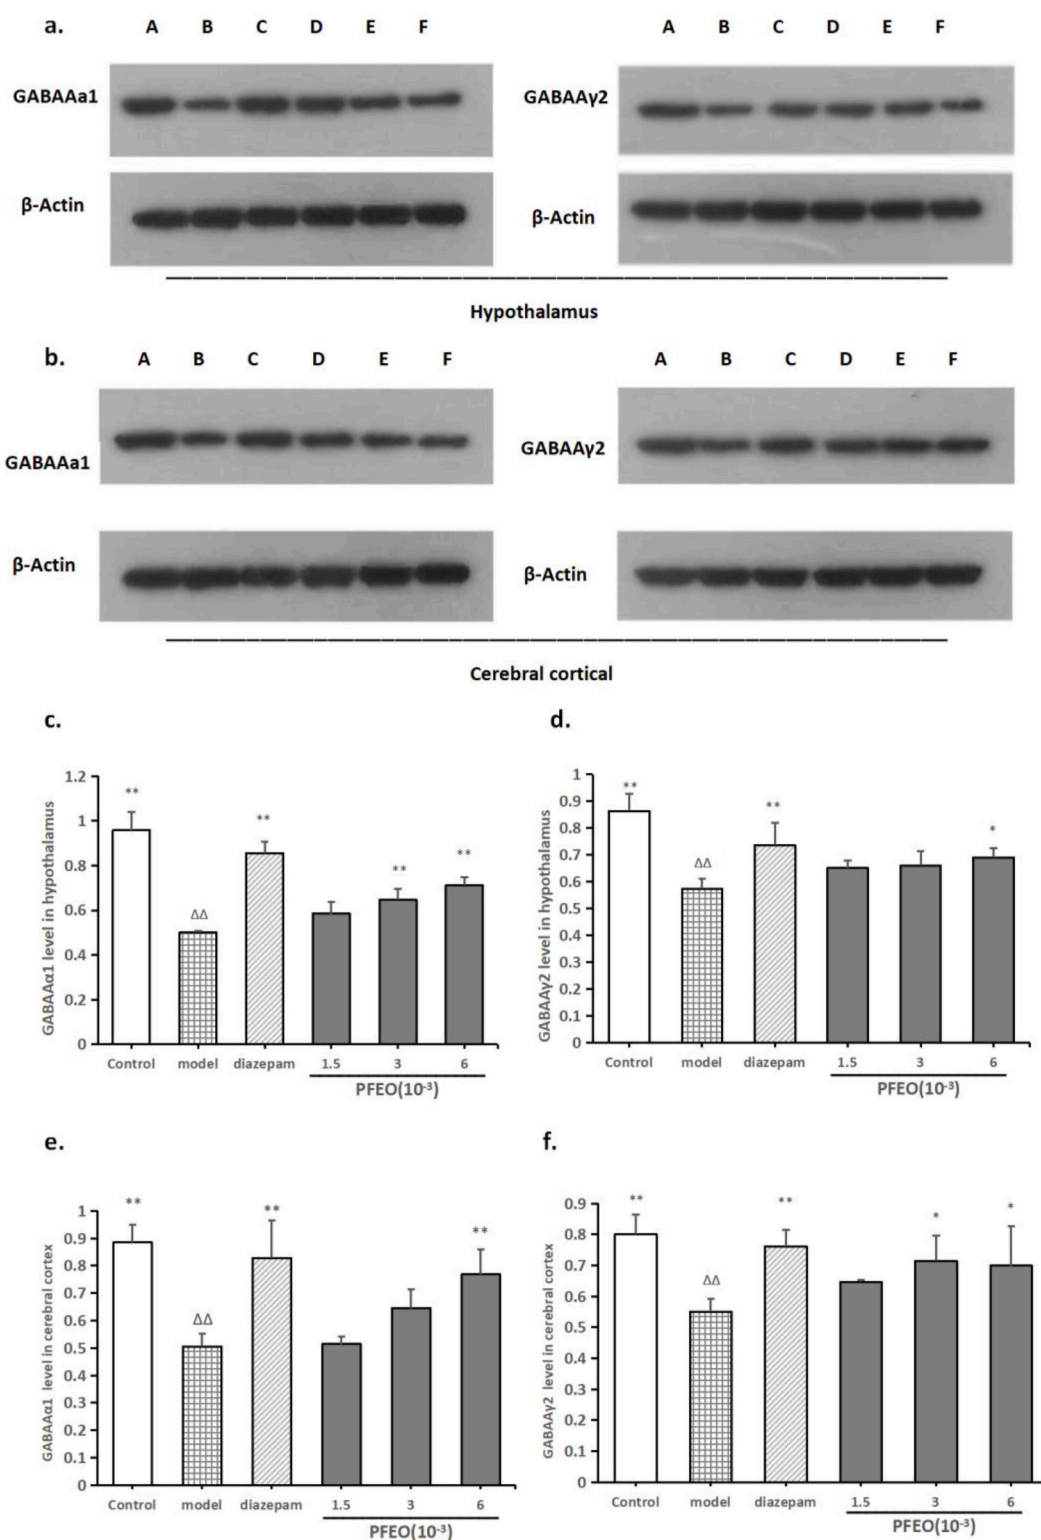 a.
A B C D E F
A B C D E F
GABAAa1
GABAAγ2
β-Actin
β-Actin
Hypothalamus
b.
A B C D E F
A B C D E F
GABAAa1
GABAAγ2
β-Actin
β-Actin
Cerebral cortical
c.
GABAAα1 level in hypothalamus
1.2
1
0.8
0.6
0.4
0.2
0
**
ΔΔ
**
**
**
Control model diazepam 1.5 3 6
PFEO(10⁻³)
d.
GABAAγ2 level in hypothalamus
1
0.9
0.8
0.7
0.6
0.5
0.4
0.3
0.2
0.1
0
**
ΔΔ
**
*
Control model diazepam 1.5 3 6
PFEO(10⁻³)
e.
GABAAα1 level in cerebral cortex
1
0.9
0.8
0.7
0.6
0.5
0.4
0.3
0.2
0.1
0
**
ΔΔ
**
**
Control model diazepam 1.5 3 6
PFEO(10⁻³)
f.
GABAAγ2 level in cerebral cortex
0.9
0.8
0.7
0.6
0.5
0.4
0.3
0.2
0.1
0
**
ΔΔ
**
*
*
Control model diazepam 1.5 3 6
PFEO(10⁻³)